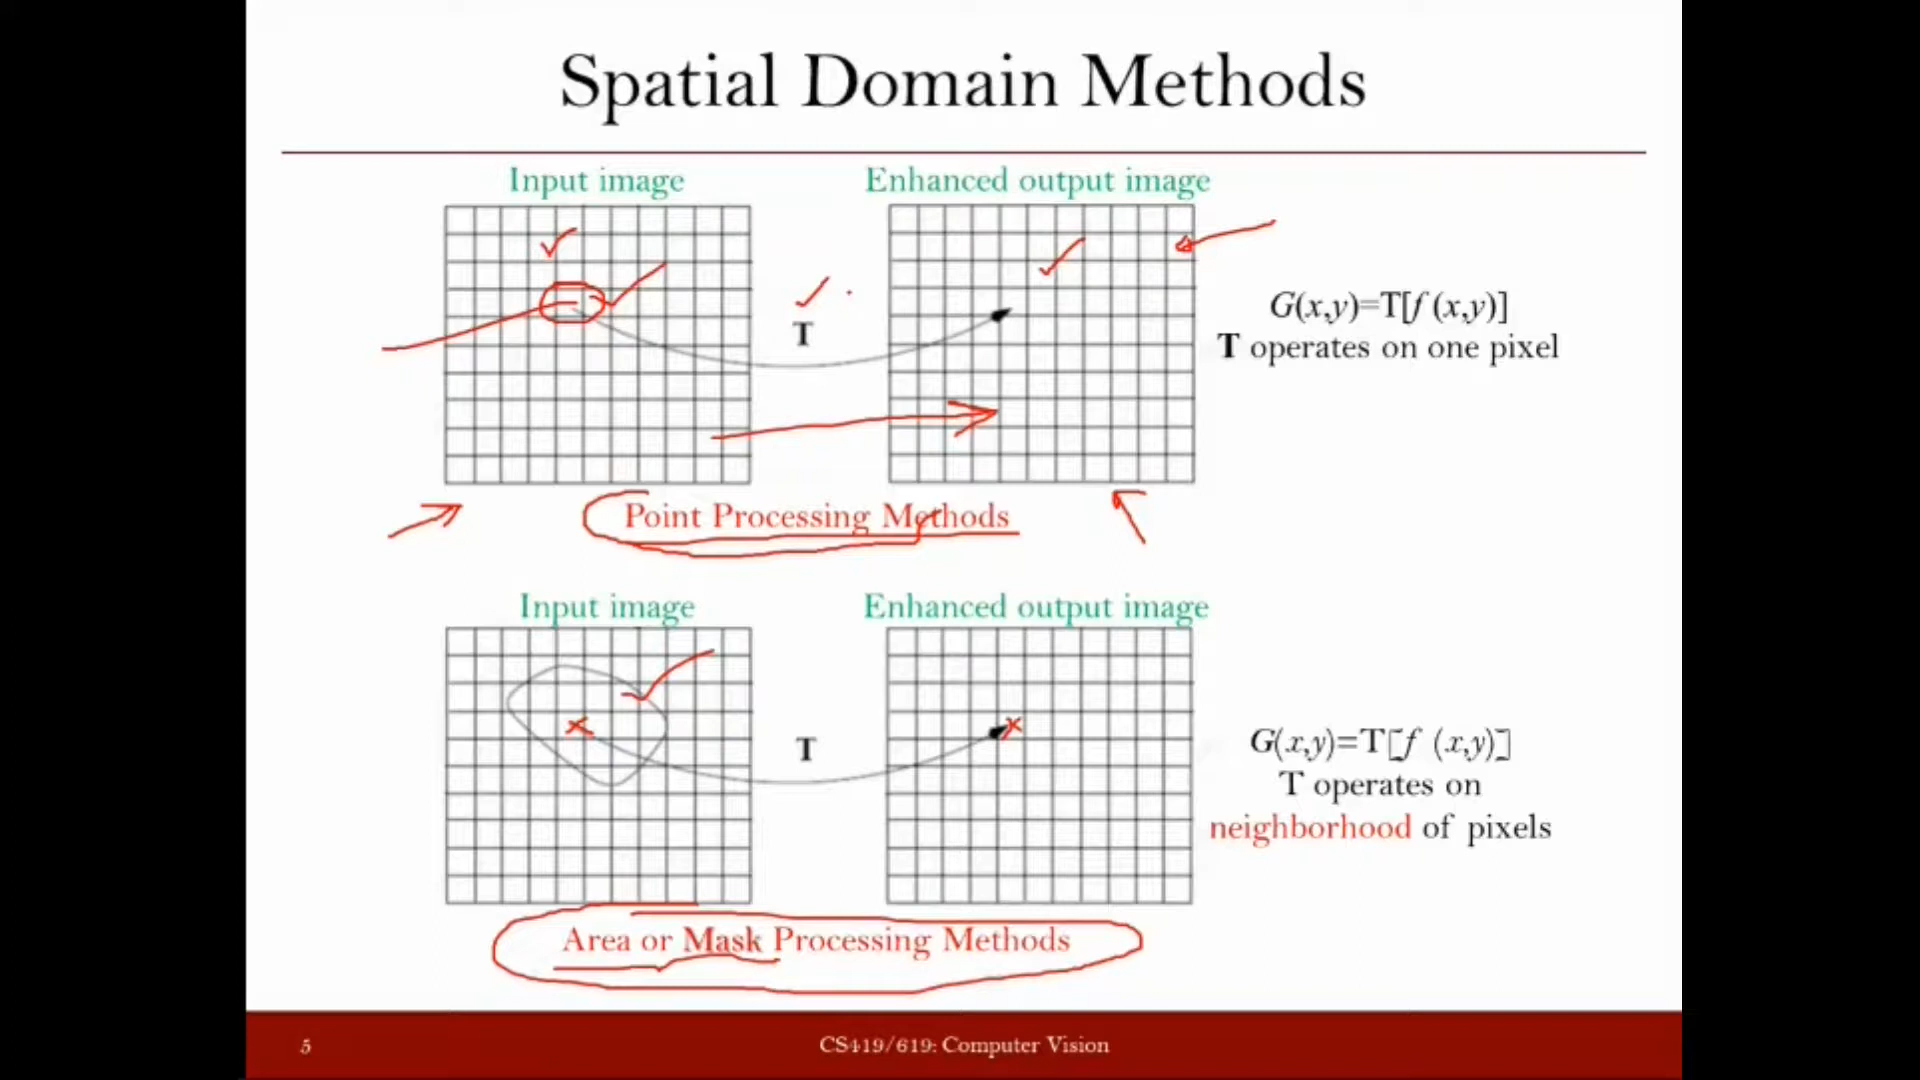 Spatial Domain Methods
Input image
Enhanced output image
T
G(x,y)=T[f (x,y)]
T operates on one pixel
Point Processing Methods
Input image
Enhanced output image
T
G(x,y)=T[f (x,y)]
T operates on
neighborhood of pixels
Area or Mask Processing Methods
5
CS419/619: Computer Vision